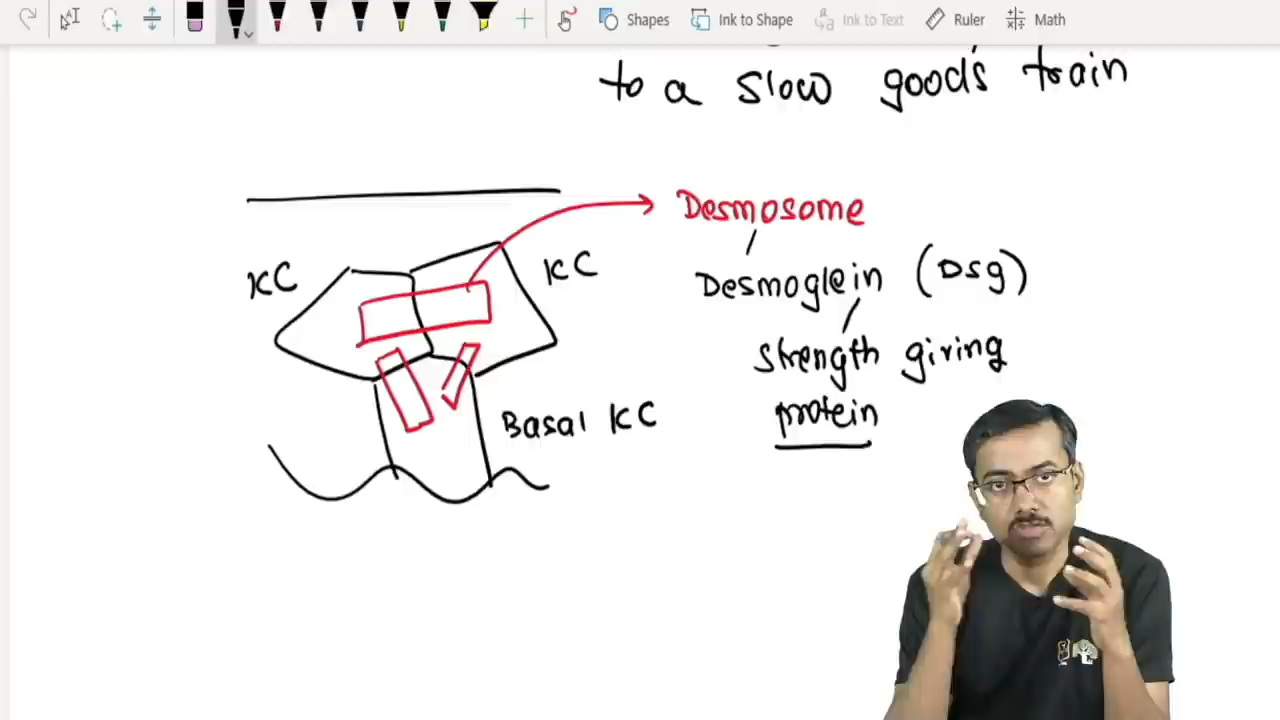 Shapes
Ink to Shape
Ink to Text
Ruler
Math
to a slow good's train
Desmosome
KC
KC
Desmoglein (Dsg)
Strength giving
protein
Basal KC